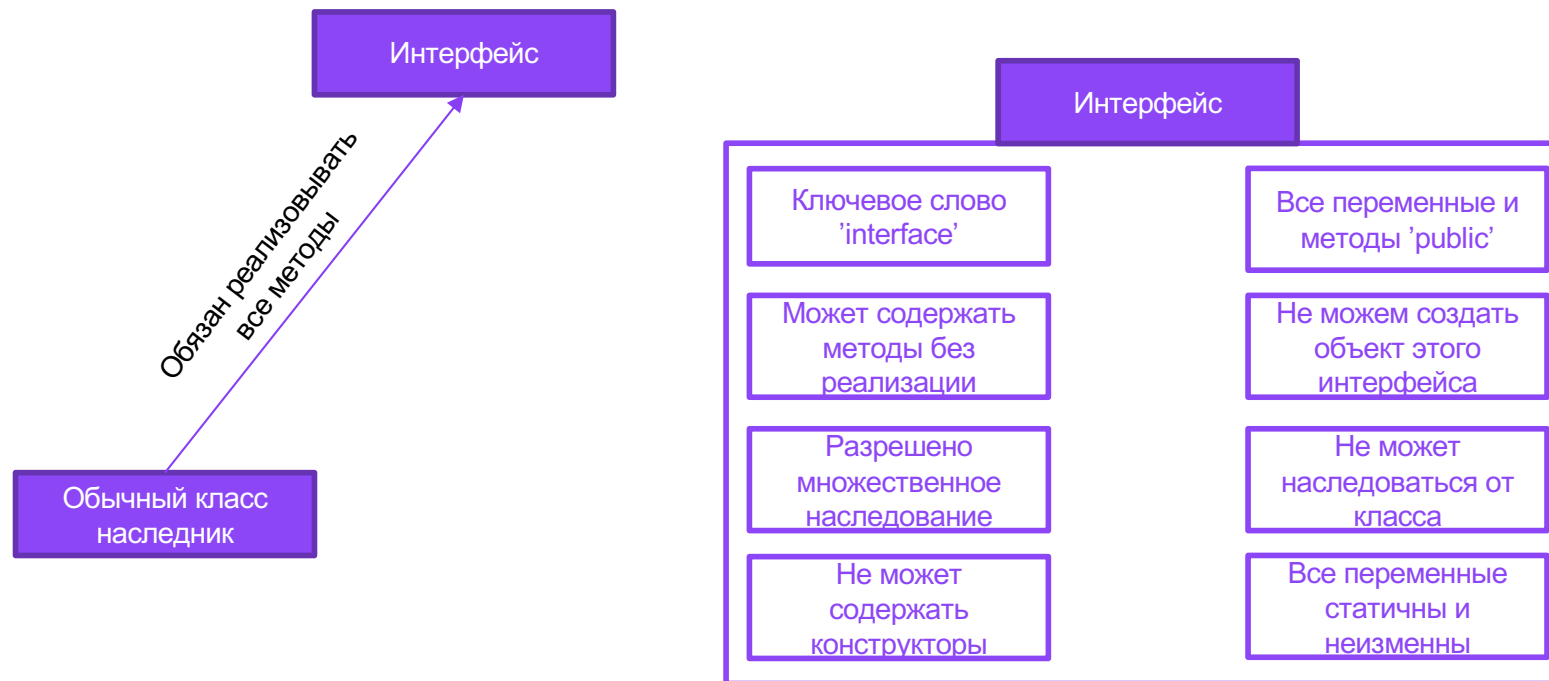 Интерфейс
Обязан реализовывать
все методы
Обычный класс
наследник
Интерфейс
Ключевое слово
’interface’
Все переменные и
методы ’public’
Может содержать
методы без
реализации
Не можем создать
объект этого
интерфейса
Разрешено
множественное
наследование
Не может
наследоваться от
класса
Не может
содержать
конструкторы
Все переменные
статичны и
неизменны